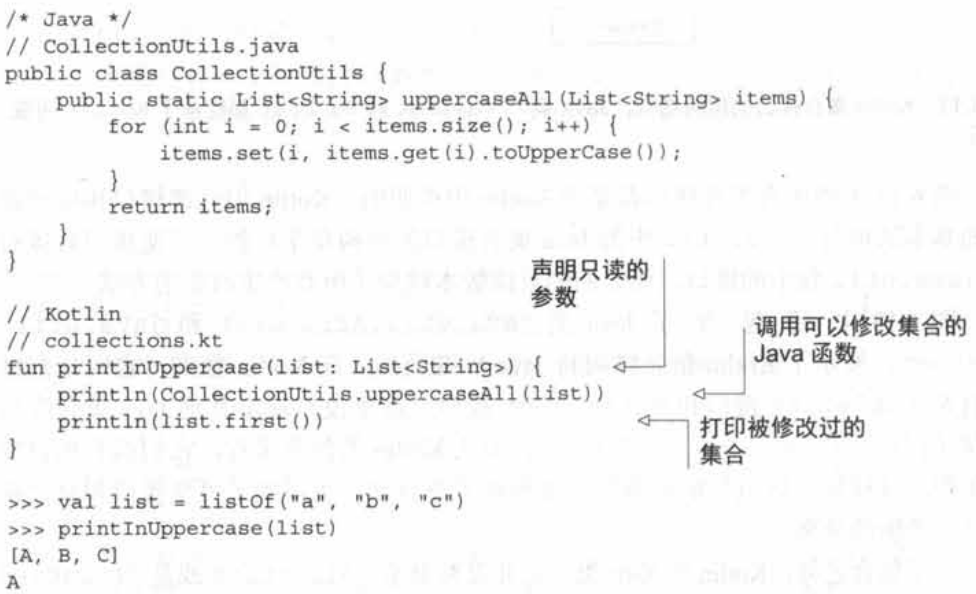 /* Java */
// CollectionUtils.java
public class CollectionUtils {
    public static List<String> uppercaseAll(List<String> items) {
        for (int i = 0; i < items.size(); i++) {
            items.set(i, items.get(i).toUpperCase());
        }
        return items;
    }
}
// Kotlin
// collections.kt
fun printInUppercase(list: List<String>) {
声明只读的
参数
    println(CollectionUtils.uppercaseAll(list))
调用可以修改集合的
Java 函数
    println(list.first())
打印被修改过的
集合
}
>>> val list = listOf("a", "b", "c")
>>> printInUppercase(list)
[A, B, C]
A